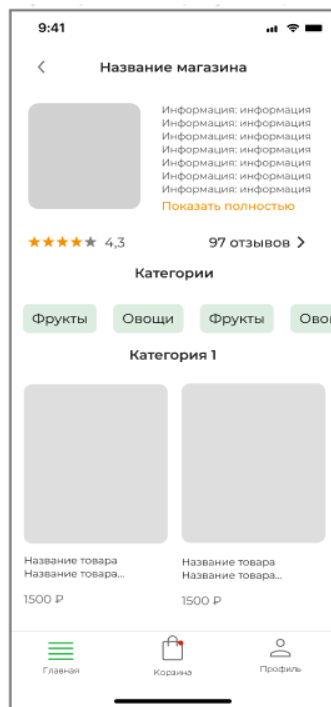 9:41
Название магазина
Информация: информация
Информация: информация
Информация: информация
Информация: информация
Информация: информация
Информация: информация
Информация: информация
Показать полностью
4,3
97 отзывов
Категории
Фрукты Овощи Фрукты Ово
Категория 1
Название товара
Название товара...
1500 ₽
Название товара
Название товара...
1500 ₽
Главная Корзина Профиль